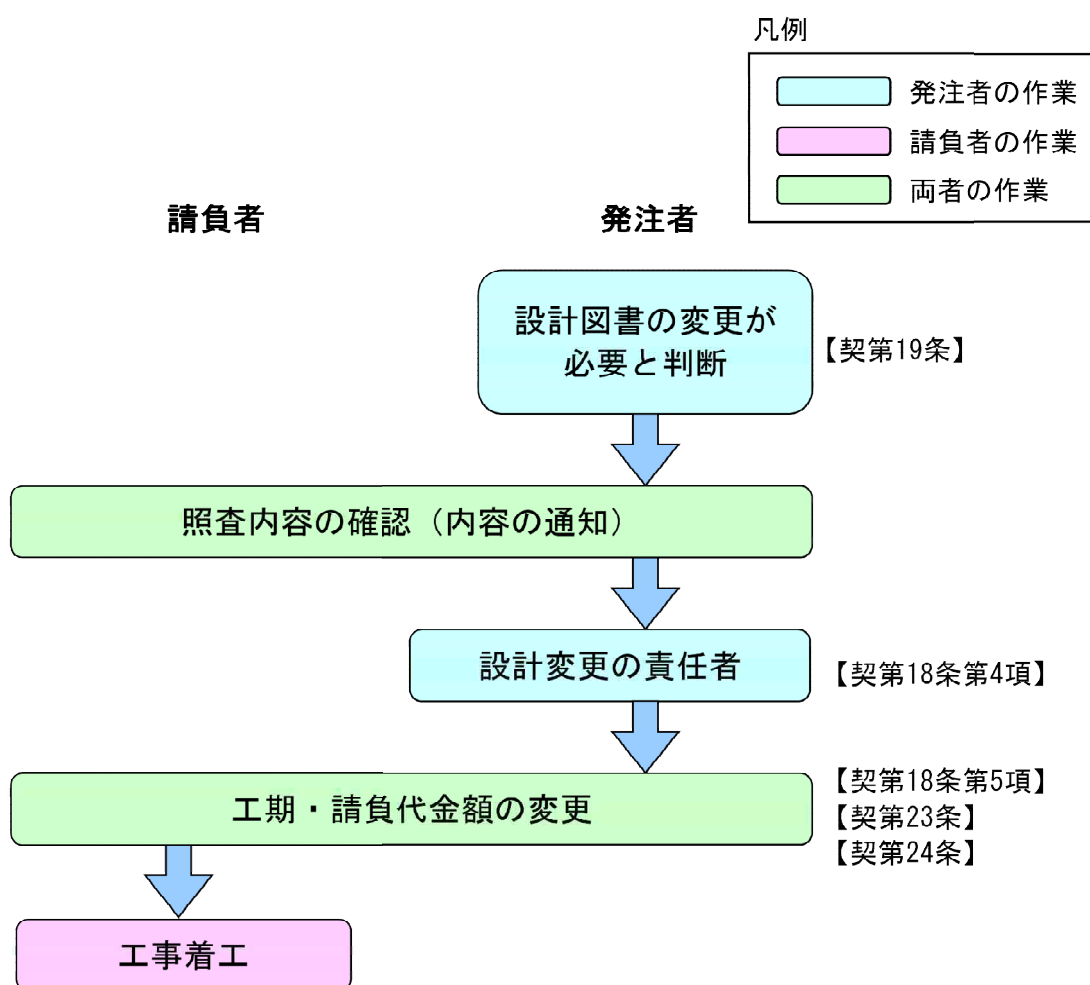 凡例
発注者の作業
請負者の作業
両者の作業
請負者
発注者
設計図書の変更が
必要と判断
【契第19条】
照査内容の確認（内容の通知）
設計変更の責任者
【契第18条第4項】
工期・請負代金額の変更
【契第18条第5項】
【契第23条】
【契第24条】
工事着工